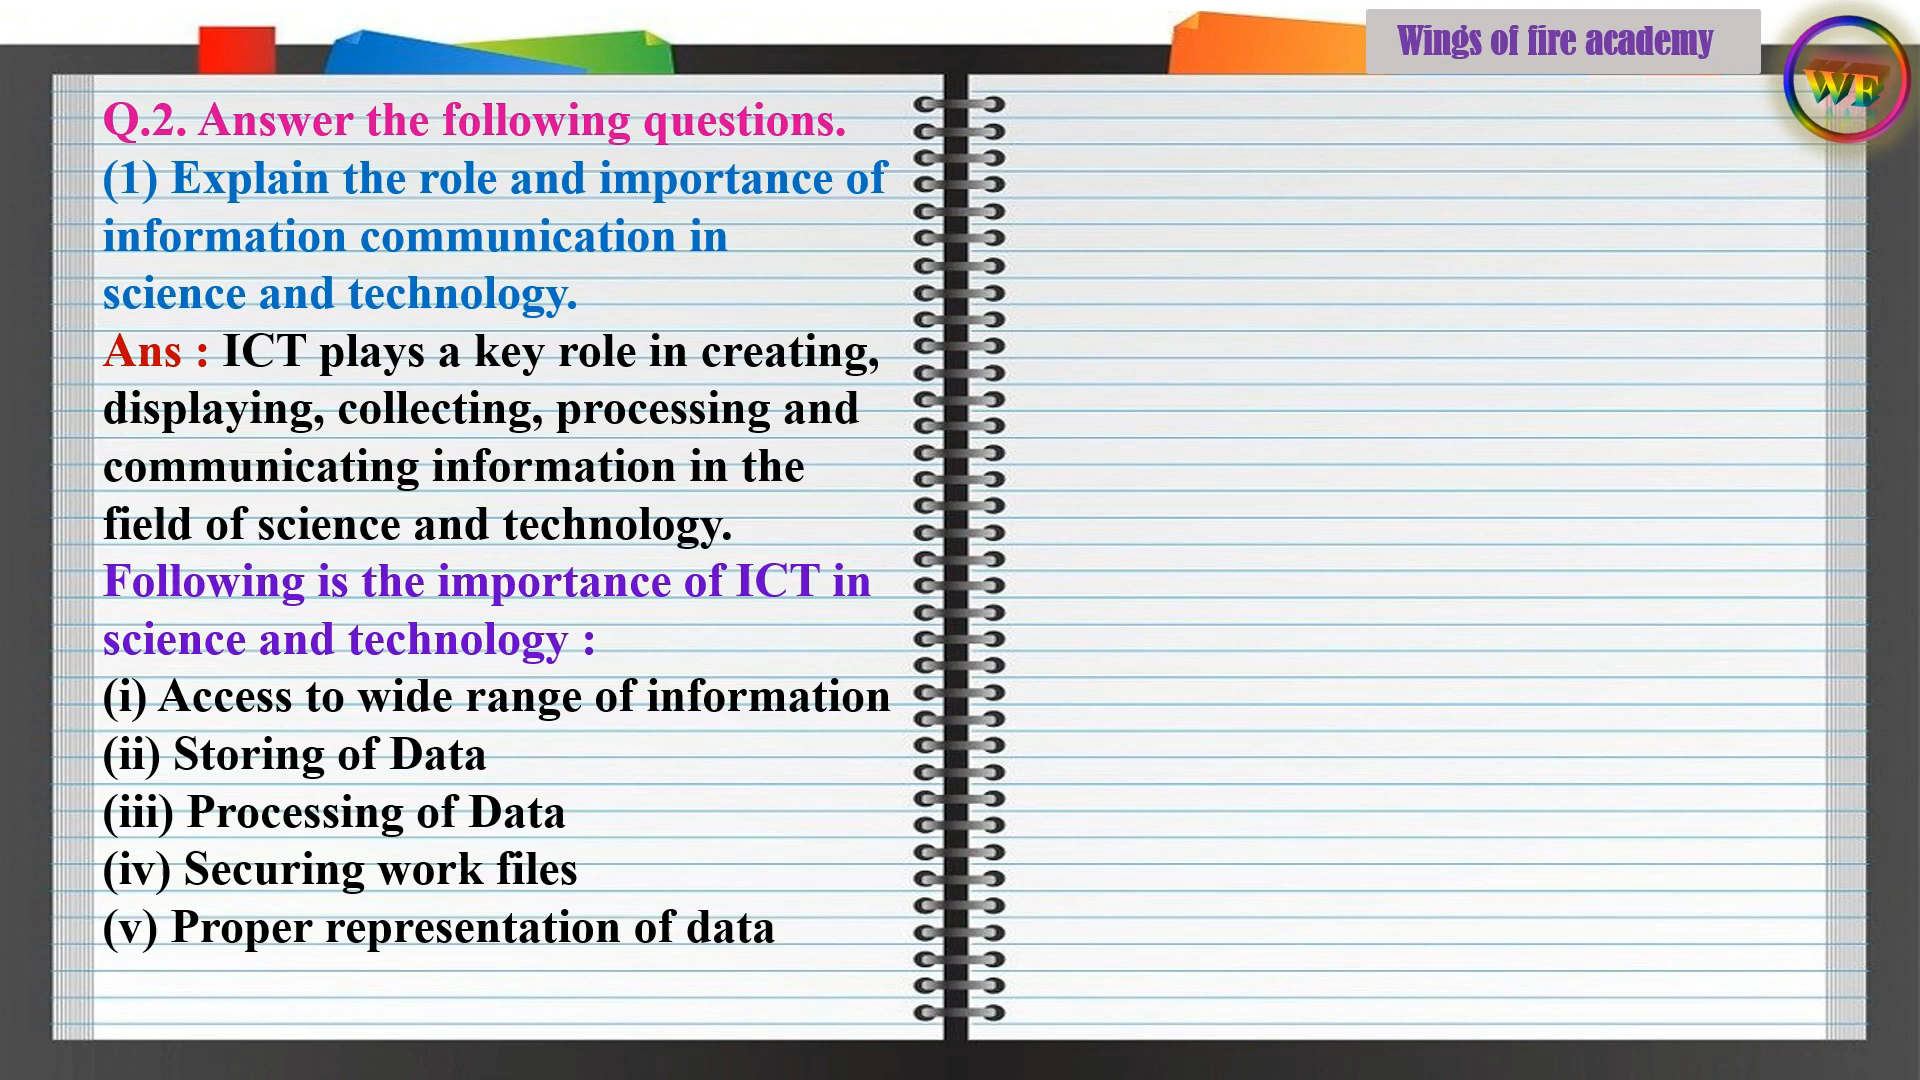 Wings of fire academy
WF
Q.2. Answer the following questions.
(1) Explain the role and importance of
information communication in
science and technology.
Ans : ICT plays a key role in creating,
displaying, collecting, processing and
communicating information in the
field of science and technology.
Following is the importance of ICT in
science and technology :
(i) Access to wide range of information
(ii) Storing of Data
(iii) Processing of Data
(iv) Securing work files
(v) Proper representation of data